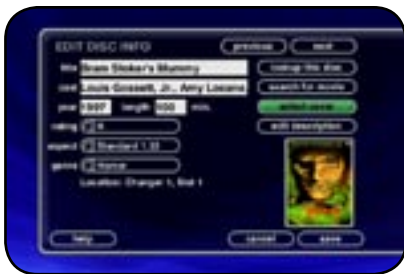 EDIT DISC INFO
previous
next
title Bram Stoker's Mummy
lookup this disc
cast Louis Gossett, Jr., Amy Locane
search for movie
year 1997 length 100 min.
select cover
rating R
edit description
aspect Standard 1.33
genre Horror
Location: Changer 1, Slot 1
help
cancel
save